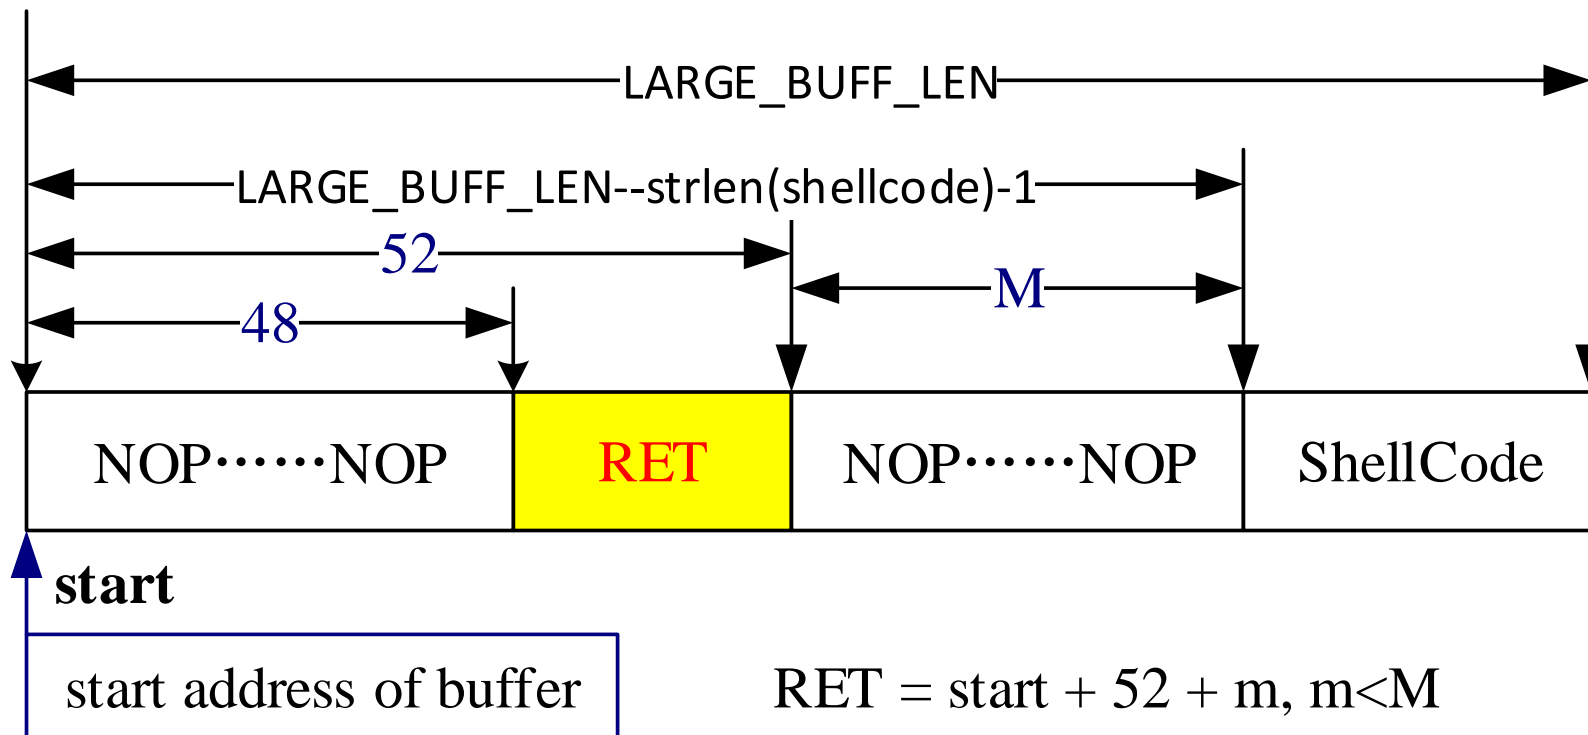 LARGE_BUFF_LEN
LARGE_BUFF_LEN--strlen(shellcode)-1
52
M
48
NOP……NOP RET NOP……NOP ShellCode
start
start address of buffer
RET = start + 52 + m, m<M